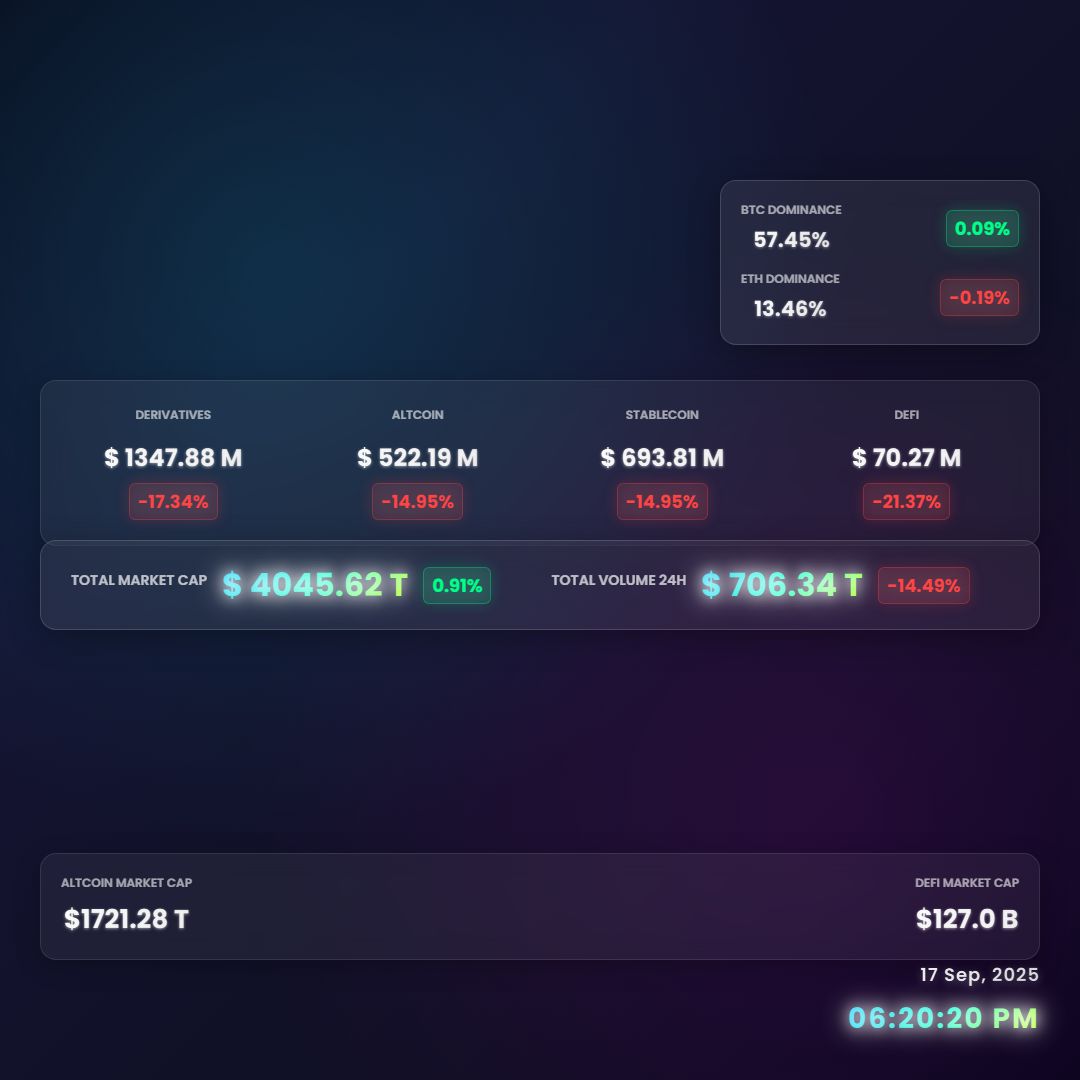 BTC DOMINANCE
57.45%
0.09%
ETH DOMINANCE
13.46%
-0.19%
DERIVATIVES
$ 1347.88 M
-17.34%
ALTCOIN
$ 522.19 M
-14.95%
STABLECOIN
$ 693.81 M
-14.95%
DEFI
$ 70.27 M
-21.37%
TOTAL MARKET CAP $ 4045.62 T 0.91%
TOTAL VOLUME 24H $ 706.34 T -14.49%
ALTCOIN MARKET CAP
$1721.28 T
DEFI MARKET CAP
$127.0 B
17 Sep, 2025
06:20:20 PM